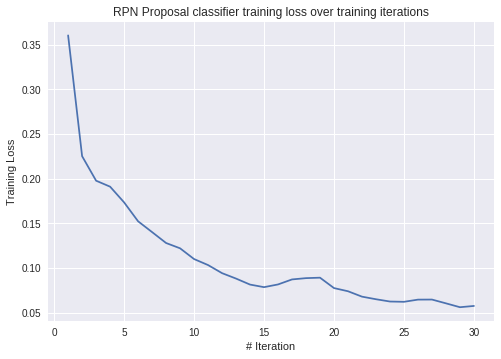 RPN Proposal classifier training loss over training iterations
0.35
0.30
0.25
0.20
0.15
0.10
0.05
Training Loss
0 5 10 15 20 25 30
# Iteration